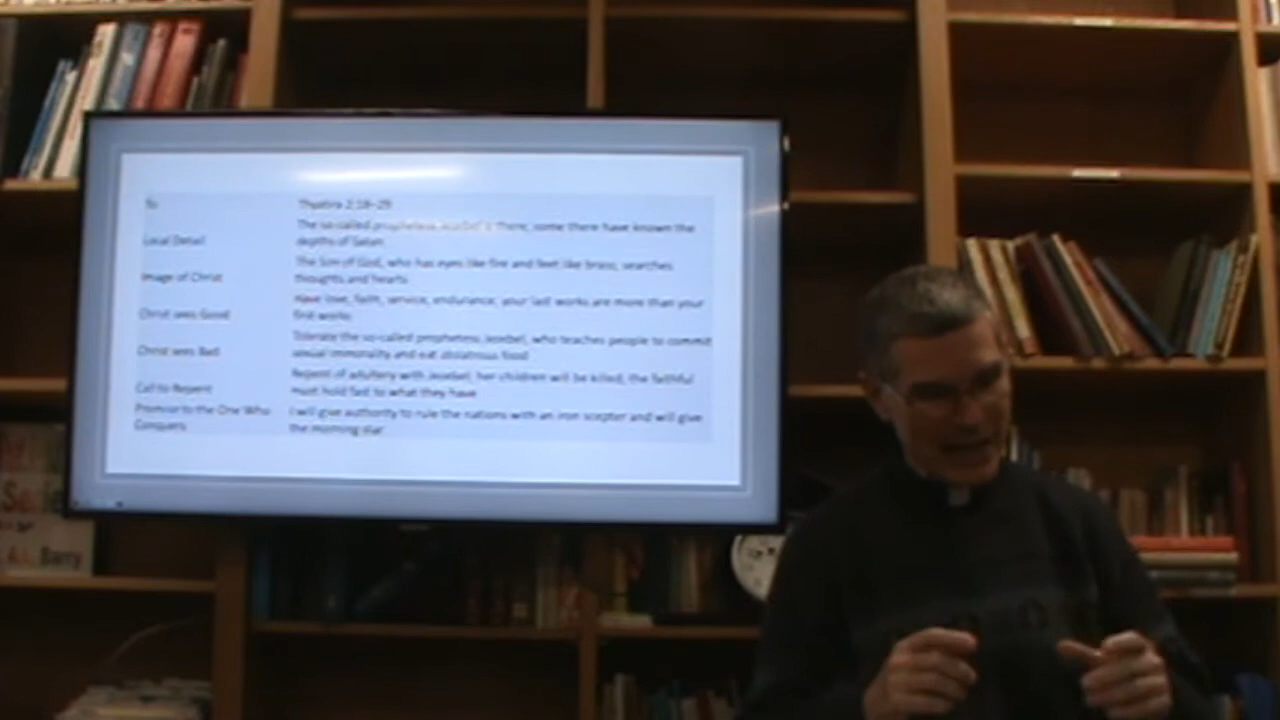 To Thyatira 2:18–29
The so-called prophetess Jezebel is there; some there have known the
Local Detail depths of Satan
The Son of God, who has eyes like fire and feet like brass; searches
Image of Christ thoughts and hearts
Have love, faith, service, endurance; your last works are more than your
Christ sees Good first works
Tolerate the so-called prophetess Jezebel, who teaches people to commit
Christ sees Bad sexual immorality and eat idolatrous food
Repent of adultery with Jezebel; her children will be killed; the faithful
Call to Repent must hold fast to what they have
Promise to the One Who I will give authority to rule the nations with an iron scepter and will give
Conquers the morning star
Barry